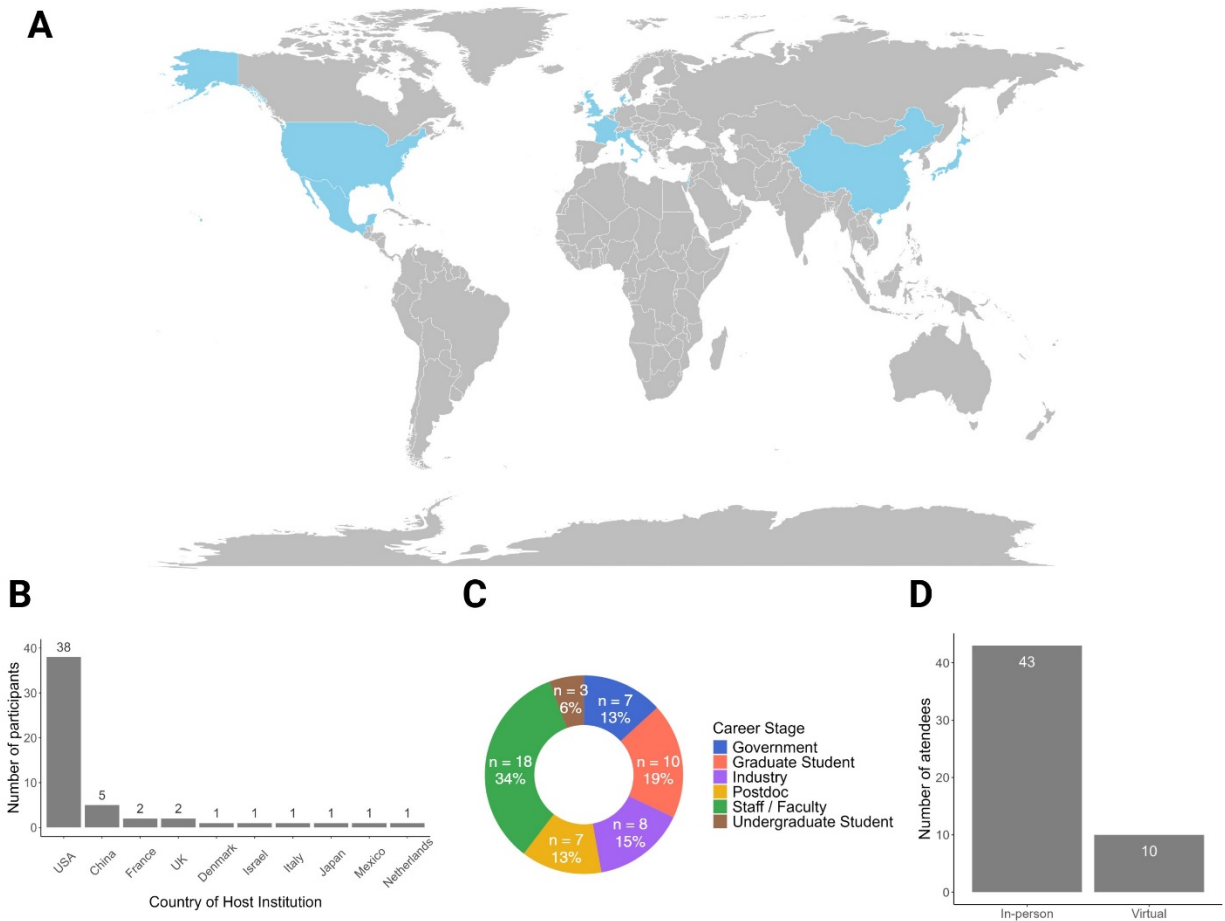 A
B
Number of participants
40
30
20
10
0
38
5
2
2
1
1
1
1
1
1
USA
China
France
UK
Denmark
Israel
Italy
Japan
Mexico
Netherlands
Country of Host Institution
C
n = 3
6%
n = 7
13%
n = 10
19%
n = 8
15%
n = 7
13%
n = 18
34%
Career Stage
Government
Graduate Student
Industry
Postdoc
Staff / Faculty
Undergraduate Student
D
Number of atendees
40
30
20
10
0
43
10
In-person
Virtual